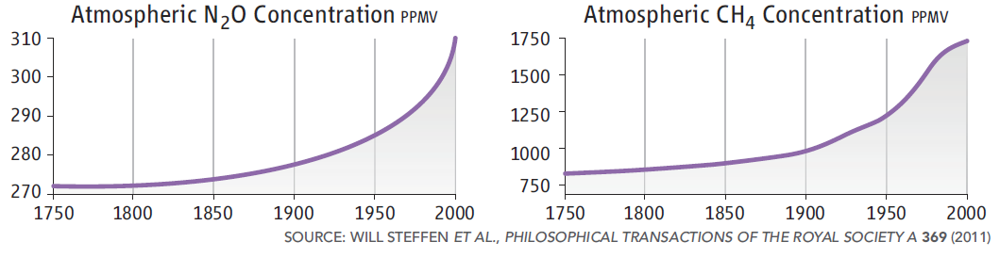 Atmospheric N₂O Concentration PPMV
310
300
290
280
270
1750 1800 1850 1900 1950 2000
Atmospheric CH₄ Concentration PPMV
1750
1500
1250
1000
750
1750 1800 1850 1900 1950 2000
SOURCE: WILL STEFFEN ET AL., PHILOSOPHICAL TRANSACTIONS OF THE ROYAL SOCIETY A 369 (2011)